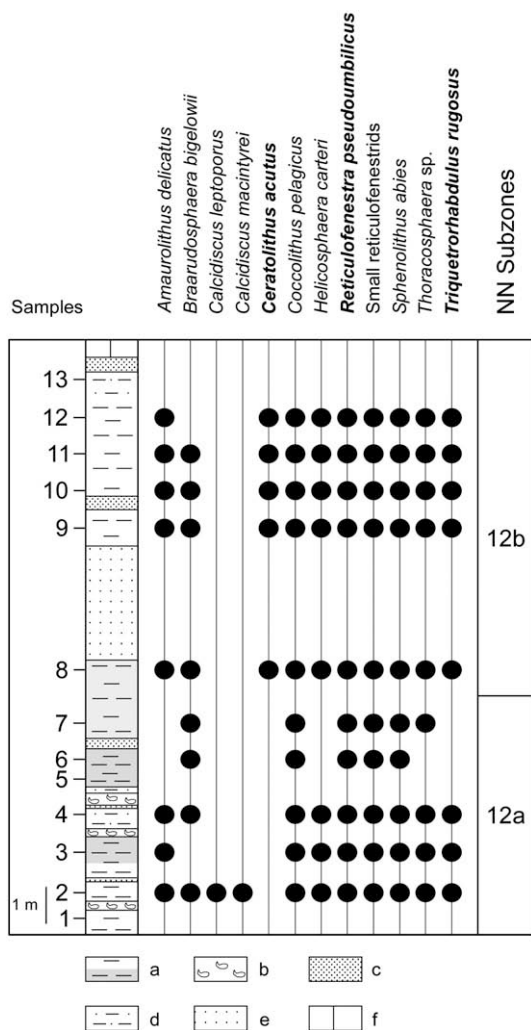 Amaurolithus delicatus
Braarudosphaera bigelowii
Calcidiscus leptoporus
Calcidiscus macintyrei
Ceratolithus acutus
Coccolithus pelagicus
Helicosphaera carteri
Reticulofenestra pseudoumbilicus
Small reticulofenestrids
Sphenolithus abies
Thoracosphaera sp.
Triquetrorhabdulus rugosus
NN Subzones
Samples
13
12
11
10
9
8
7
6
5
4
3
2
1
1 m
12b
12a
a
b
c
d
e
f